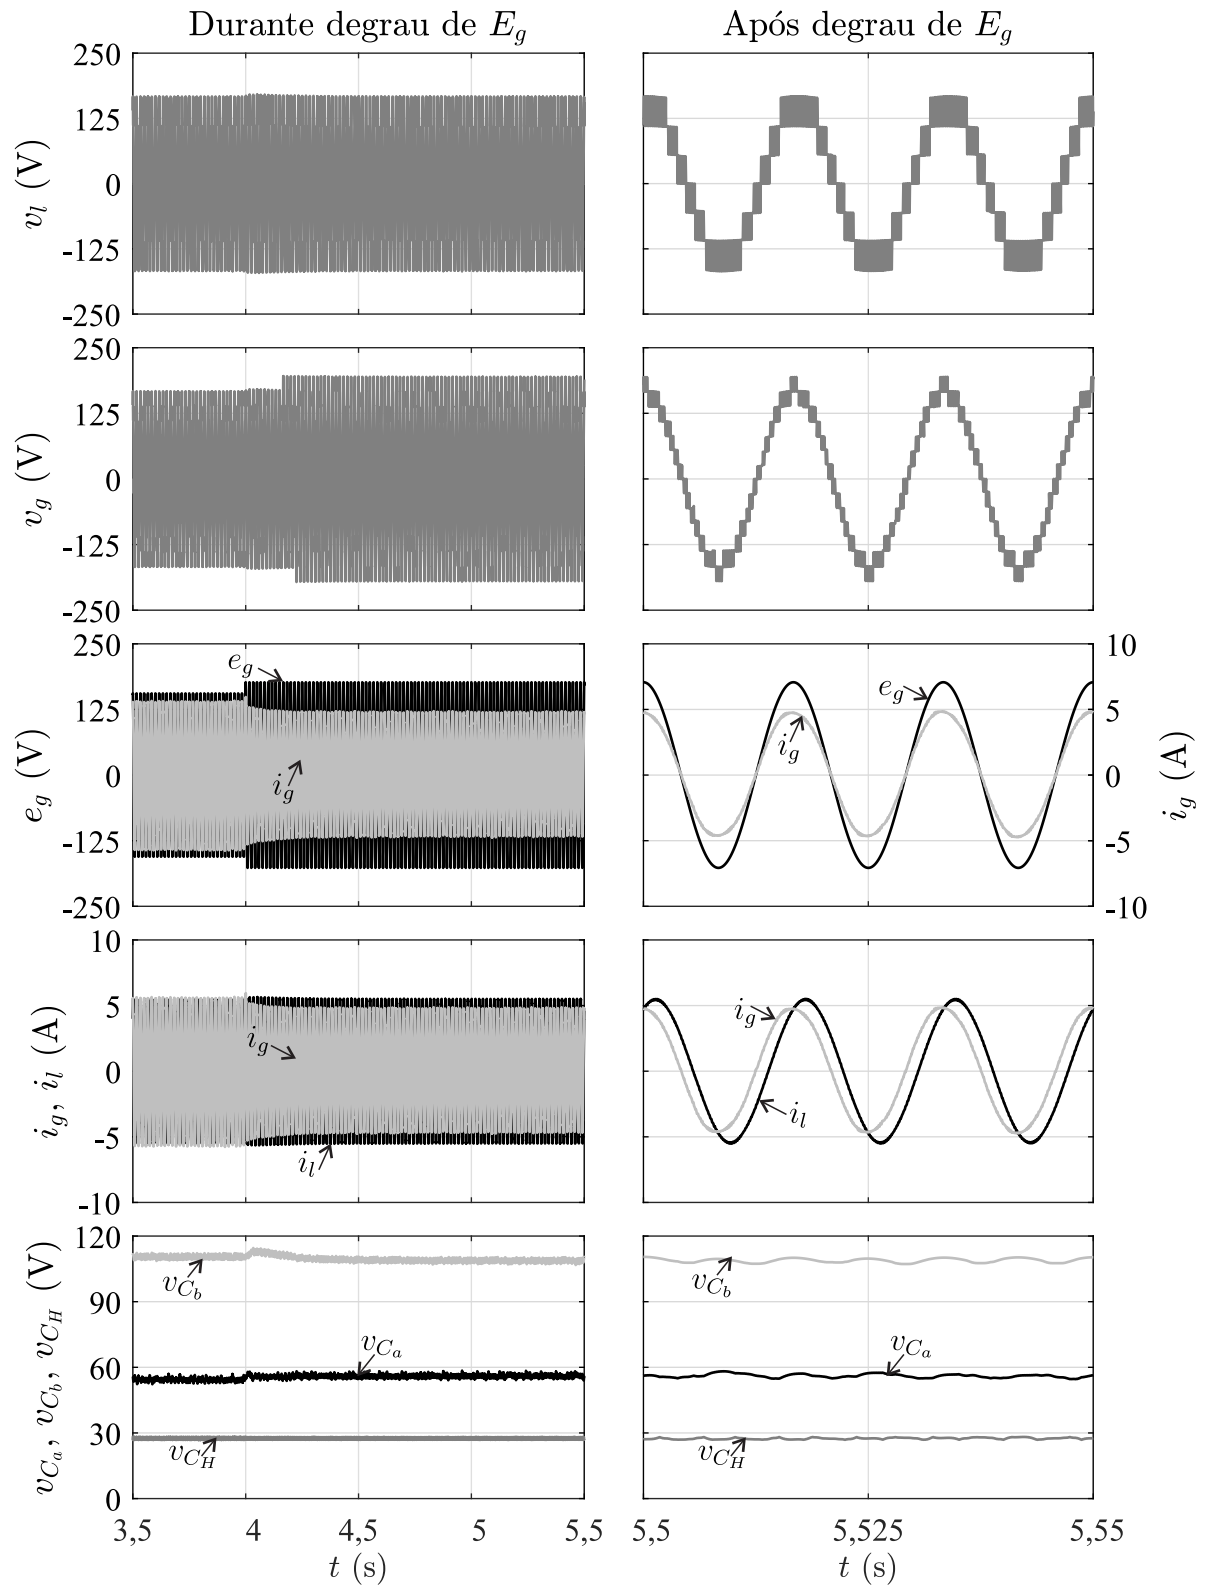 Durante degrau de E_g
Após degrau de E_g
250
125
0
-125
-250
v_l (V)
250
125
0
-125
-250
v_g (V)
250
125
0
-125
-250
e_g (V)
e_g
i_g
e_g
i_g
10
5
0
-5
-10
i_g (A)
10
5
0
-5
-10
i_g, i_l (A)
i_g
i_l
i_g
i_l
120
90
60
30
0
v_{C_a}, v_{C_b}, v_{C_H} (V)
v_{C_b}
v_{C_a}
v_{C_H}
v_{C_b}
v_{C_a}
v_{C_H}
3,5 4 4,5 5 5,5
t (s)
5,5 5,525 5,55
t (s)